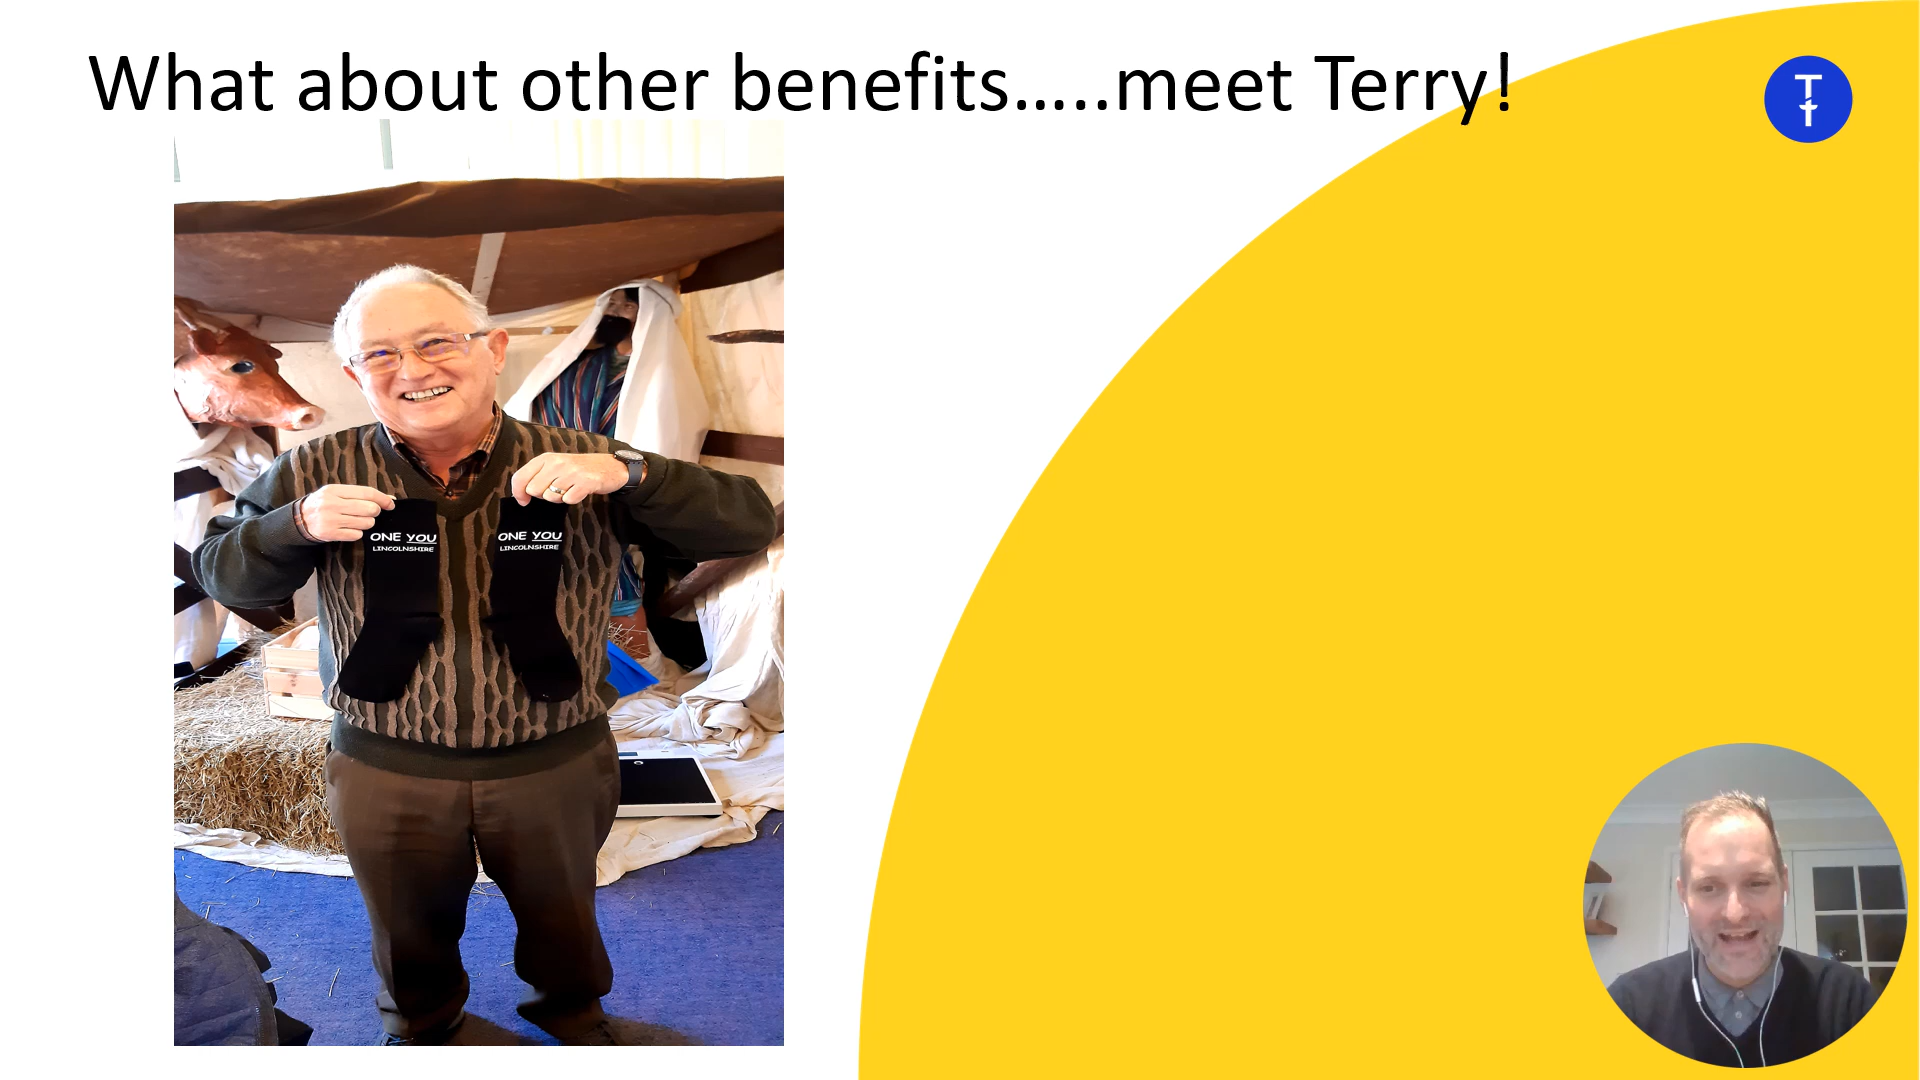 What about other benefits.....meet Terry!
T
f
ONE YOU
LINCOLNSHIRE
ONE YOU
LINCOLNSHIRE